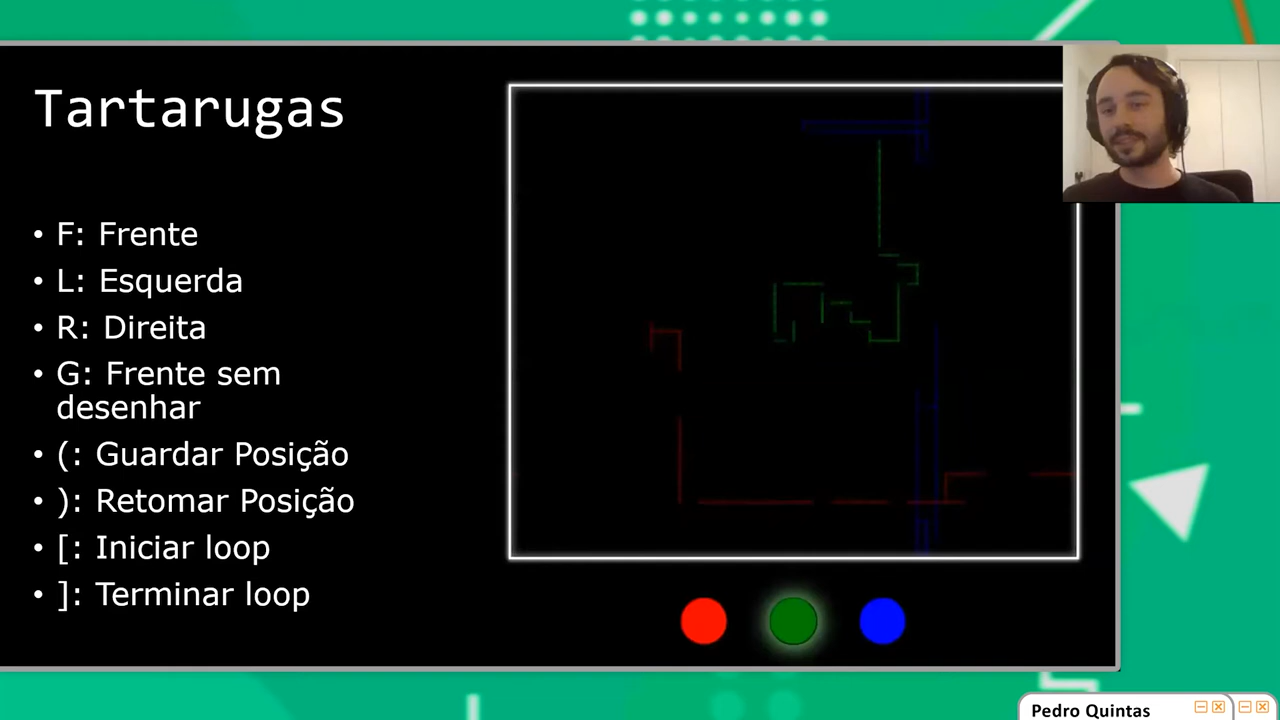 Tartarugas
• F: Frente
• L: Esquerda
• R: Direita
• G: Frente sem
desenhar
• (: Guardar Posição
• ): Retomar Posição
• [: Iniciar loop
• ]: Terminar loop
Pedro Quintas